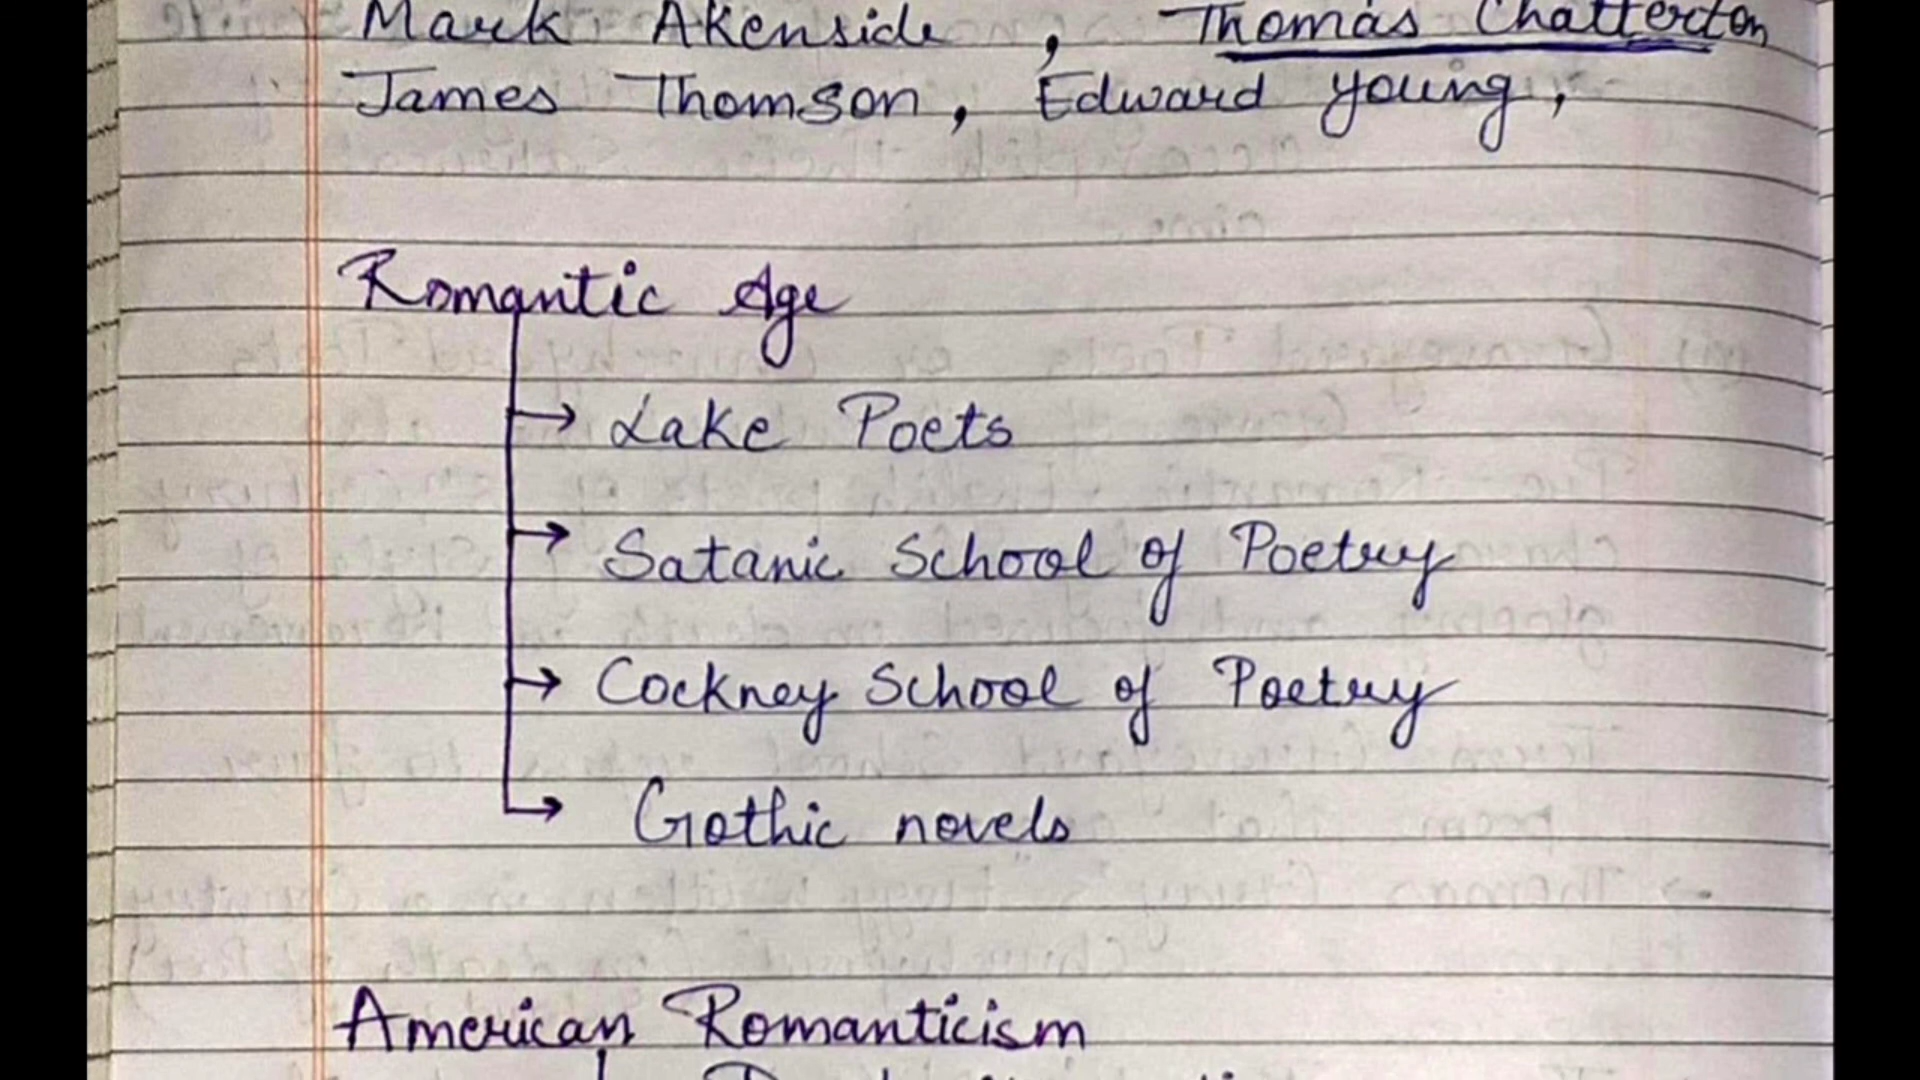 Mark Akenside, Thomas Chatterton
James Thomson, Edward Young,
Romantic Age
→ Lake Poets
→ Satanic School of Poetry
→ Cockney School of Poetry
→ Gothic novels
American Romanticism